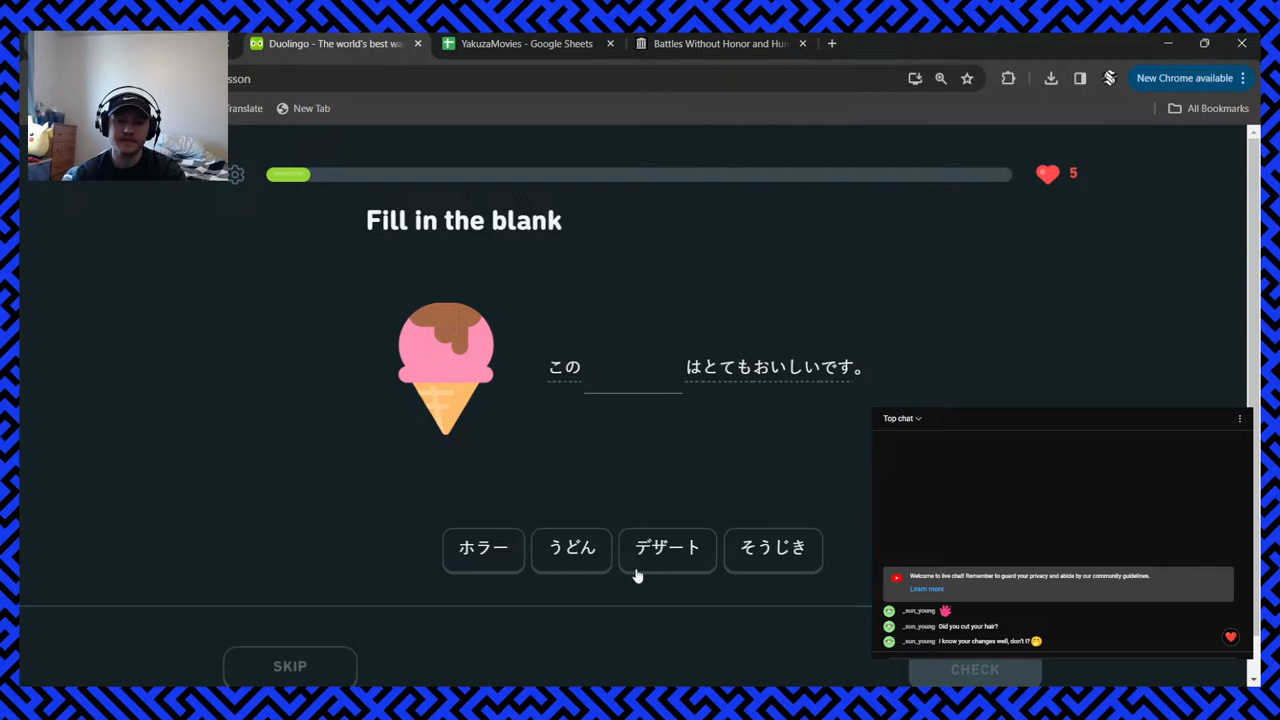 Duolingo - The world's best wa
YakuzaMovies - Google Sheets
Battles Without Honor and Hun
sson
New Chrome available
Translate
New Tab
All Bookmarks
5
Fill in the blank
この
はとてもおいしいです。
ホラー
うどん
デザート
そうじき
SKIP
CHECK
Top chat
Welcome to live chat! Remember to guard your privacy and abide by our community guidelines.
Learn more
_sun_young
_sun_young Did you cut your hair?
_sun_young I know your changes well, don't I?